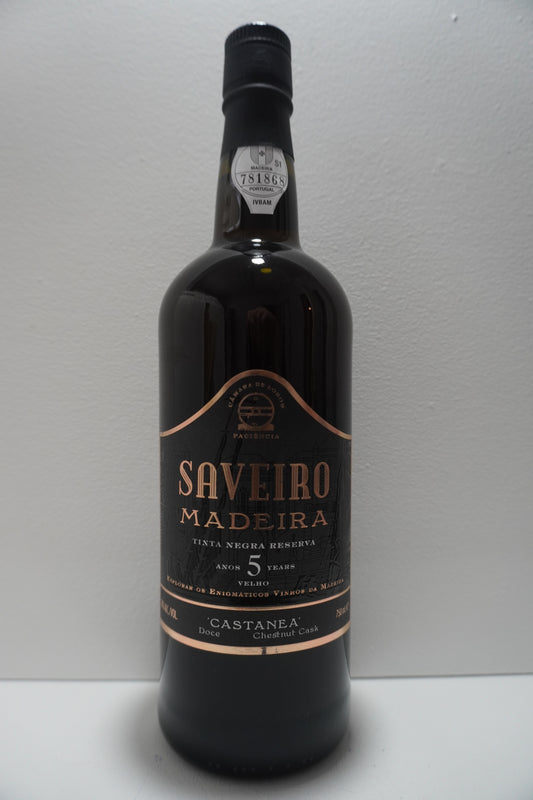 MADEIRA
S1
781868
PORTUGAL
IVBAM
CÂMARA DE LOBOS
PACIÊNCIA
SAVEIRO
MADEIRA
TINTA NEGRA RESERVA
ANOS 5 YEARS
VELHO
OS ENIGMÁTICOS VINHOS DA MADEIRA
'CASTANEA'
Doce Chestnut Cask